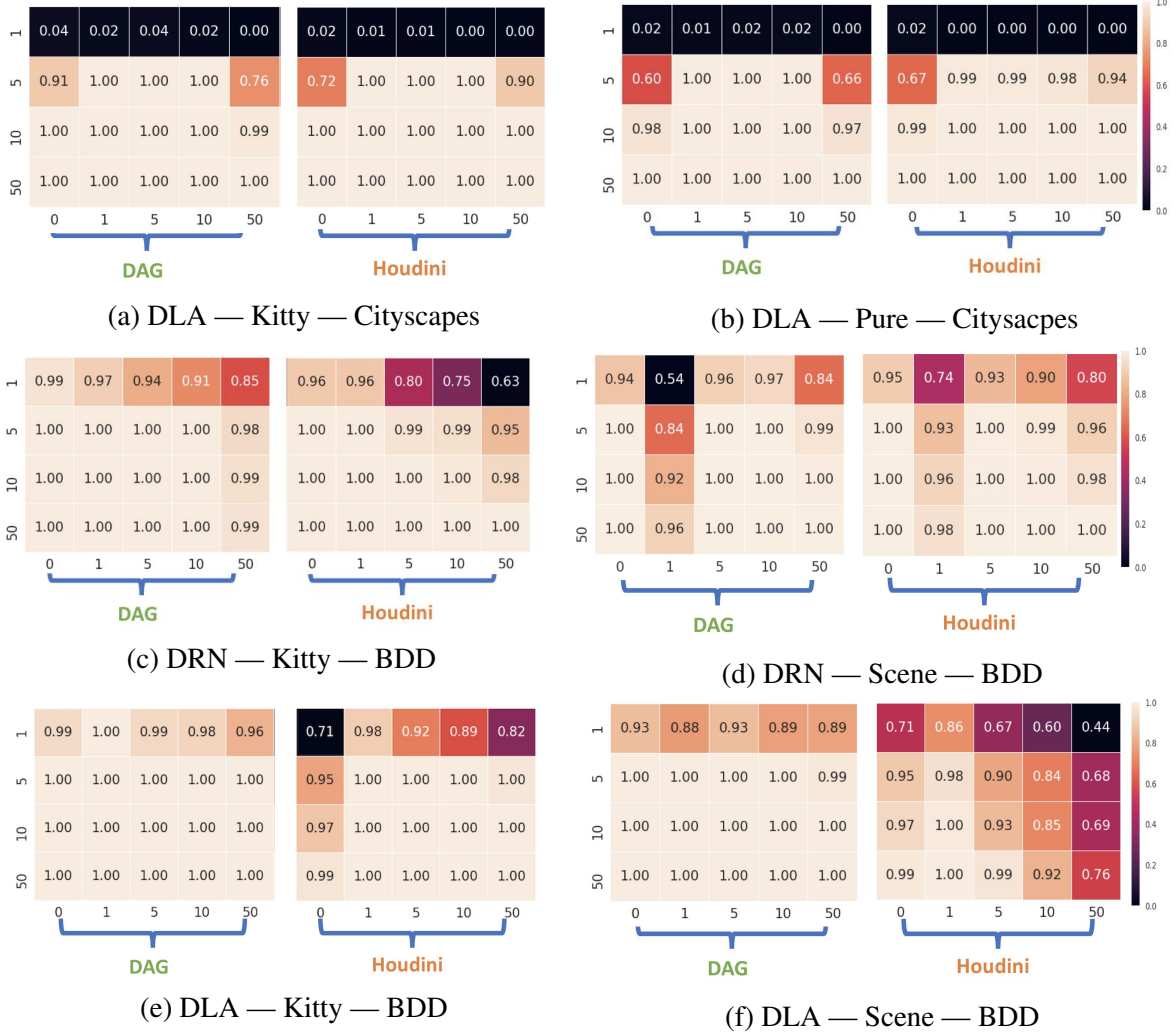 1 0.04 0.02 0.04 0.02 0.00 0.02 0.01 0.01 0.00 0.00
5 0.91 1.00 1.00 1.00 0.76 0.72 1.00 1.00 1.00 0.90
10 1.00 1.00 1.00 1.00 0.99 1.00 1.00 1.00 1.00 1.00
50 1.00 1.00 1.00 1.00 1.00 1.00 1.00 1.00 1.00 1.00
0 1 5 10 50 0 1 5 10 50
DAG Houdini
(a) DLA — Kitty — Cityscapes
1 0.02 0.01 0.02 0.02 0.00 0.02 0.00 0.00 0.00 0.00
5 0.60 1.00 1.00 1.00 0.66 0.67 0.99 0.99 0.98 0.94
10 0.98 1.00 1.00 1.00 0.97 0.99 1.00 1.00 1.00 1.00
50 1.00 1.00 1.00 1.00 1.00 1.00 1.00 1.00 1.00 1.00
0 1 5 10 50 0 1 5 10 50
1.0
0.8
0.6
0.4
0.2
0.0
DAG Houdini
(b) DLA — Pure — Citysacpes
1 0.99 0.97 0.94 0.91 0.85 0.96 0.96 0.80 0.75 0.63
5 1.00 1.00 1.00 1.00 0.98 1.00 1.00 0.99 0.99 0.95
10 1.00 1.00 1.00 1.00 0.99 1.00 1.00 1.00 1.00 0.98
50 1.00 1.00 1.00 1.00 0.99 1.00 1.00 1.00 1.00 1.00
0 1 5 10 50 0 1 5 10 50
DAG Houdini
(c) DRN — Kitty — BDD
1 0.94 0.54 0.96 0.97 0.84 0.95 0.74 0.93 0.90 0.80
5 1.00 0.84 1.00 1.00 0.99 1.00 0.93 1.00 0.99 0.96
10 1.00 0.92 1.00 1.00 1.00 1.00 0.96 1.00 1.00 0.98
50 1.00 0.96 1.00 1.00 1.00 1.00 0.98 1.00 1.00 1.00
0 1 5 10 50 0 1 5 10 50
1.0
0.8
0.6
0.4
0.2
0.0
DAG Houdini
(d) DRN — Scene — BDD
1 0.99 1.00 0.99 0.98 0.96 0.71 0.98 0.92 0.89 0.82
5 1.00 1.00 1.00 1.00 1.00 0.95 1.00 1.00 1.00 1.00
10 1.00 1.00 1.00 1.00 1.00 0.97 1.00 1.00 1.00 1.00
50 1.00 1.00 1.00 1.00 1.00 0.99 1.00 1.00 1.00 1.00
0 1 5 10 50 0 1 5 10 50
DAG Houdini
(e) DLA — Kitty — BDD
1 0.93 0.88 0.93 0.89 0.89 0.71 0.86 0.67 0.60 0.44
5 1.00 1.00 1.00 1.00 0.99 0.95 0.98 0.90 0.84 0.68
10 1.00 1.00 1.00 1.00 1.00 0.97 1.00 0.93 0.85 0.69
50 1.00 1.00 1.00 1.00 1.00 0.99 1.00 0.99 0.92 0.76
0 1 5 10 50 0 1 5 10 50
1.0
0.8
0.6
0.4
0.2
0.0
DAG Houdini
(f) DLA — Scene — BDD